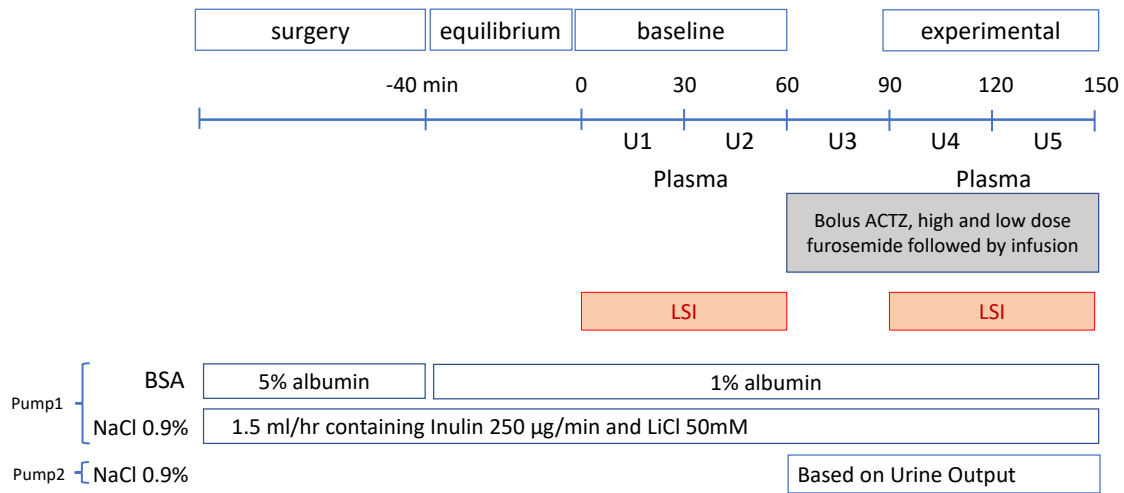 surgery equilibrium baseline experimental
-40 min 0 30 60 90 120 150
U1 U2 U3 U4 U5
Plasma Plasma
Bolus ACTZ, high and low dose
furosemide followed by infusion
LSI LSI
BSA 5% albumin 1% albumin
Pump1
NaCl 0.9% 1.5 ml/hr containing Inulin 250 µg/min and LiCl 50mM
Pump2 NaCl 0.9% Based on Urine Output